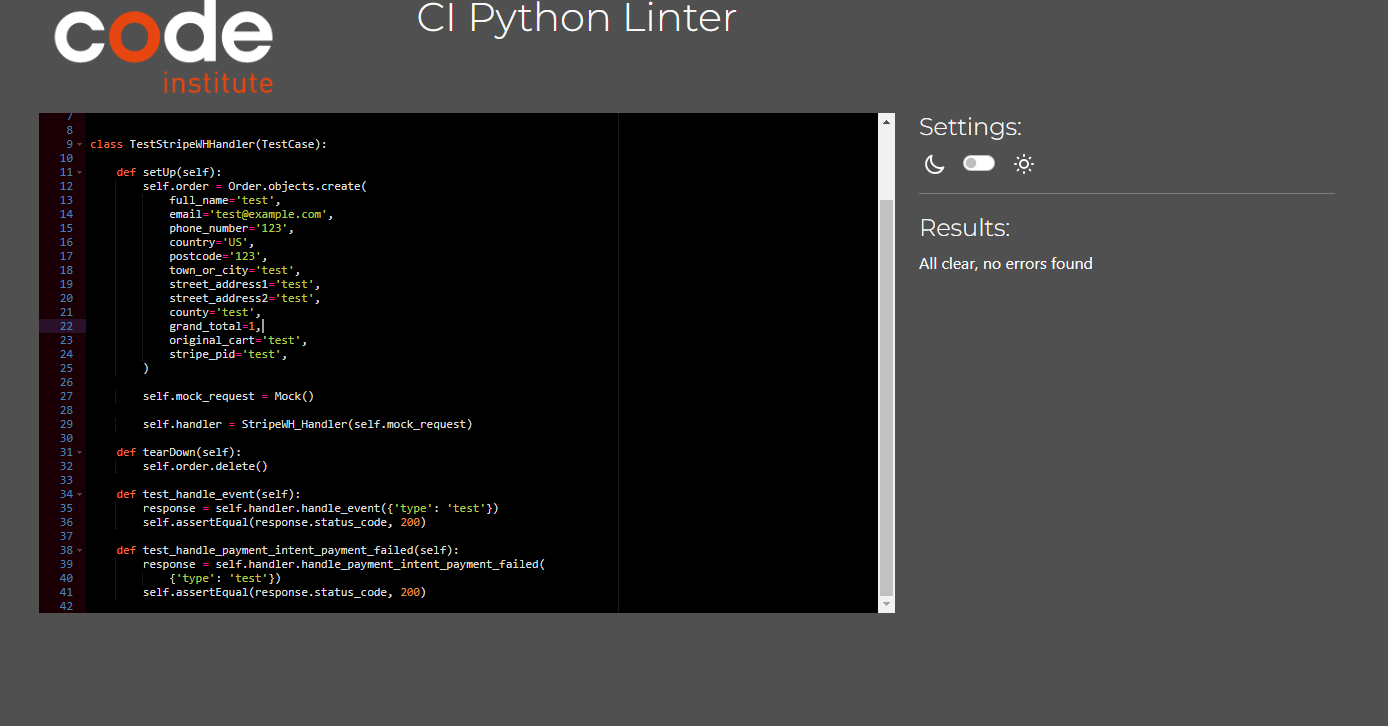 code
institute
CI Python Linter
7
8
9 class TestStripeWHHandler(TestCase):
10
11     def setUp(self):
12         self.order = Order.objects.create(
13             full_name='test',
14             email='test@example.com',
15             phone_number='123',
16             country='US',
17             postcode='123',
18             town_or_city='test',
19             street_address1='test',
20             street_address2='test',
21             county='test',
22             grand_total=1,
23             original_cart='test',
24             stripe_pid='test',
25         )
26
27         self.mock_request = Mock()
28
29         self.handler = StripeWH_Handler(self.mock_request)
30
31     def tearDown(self):
32         self.order.delete()
33
34     def test_handle_event(self):
35         response = self.handler.handle_event({'type': 'test'})
36         self.assertEqual(response.status_code, 200)
37
38     def test_handle_payment_intent_payment_failed(self):
39         response = self.handler.handle_payment_intent_payment_failed(
40             {'type': 'test'})
41         self.assertEqual(response.status_code, 200)
42
Settings:
Results:
All clear, no errors found